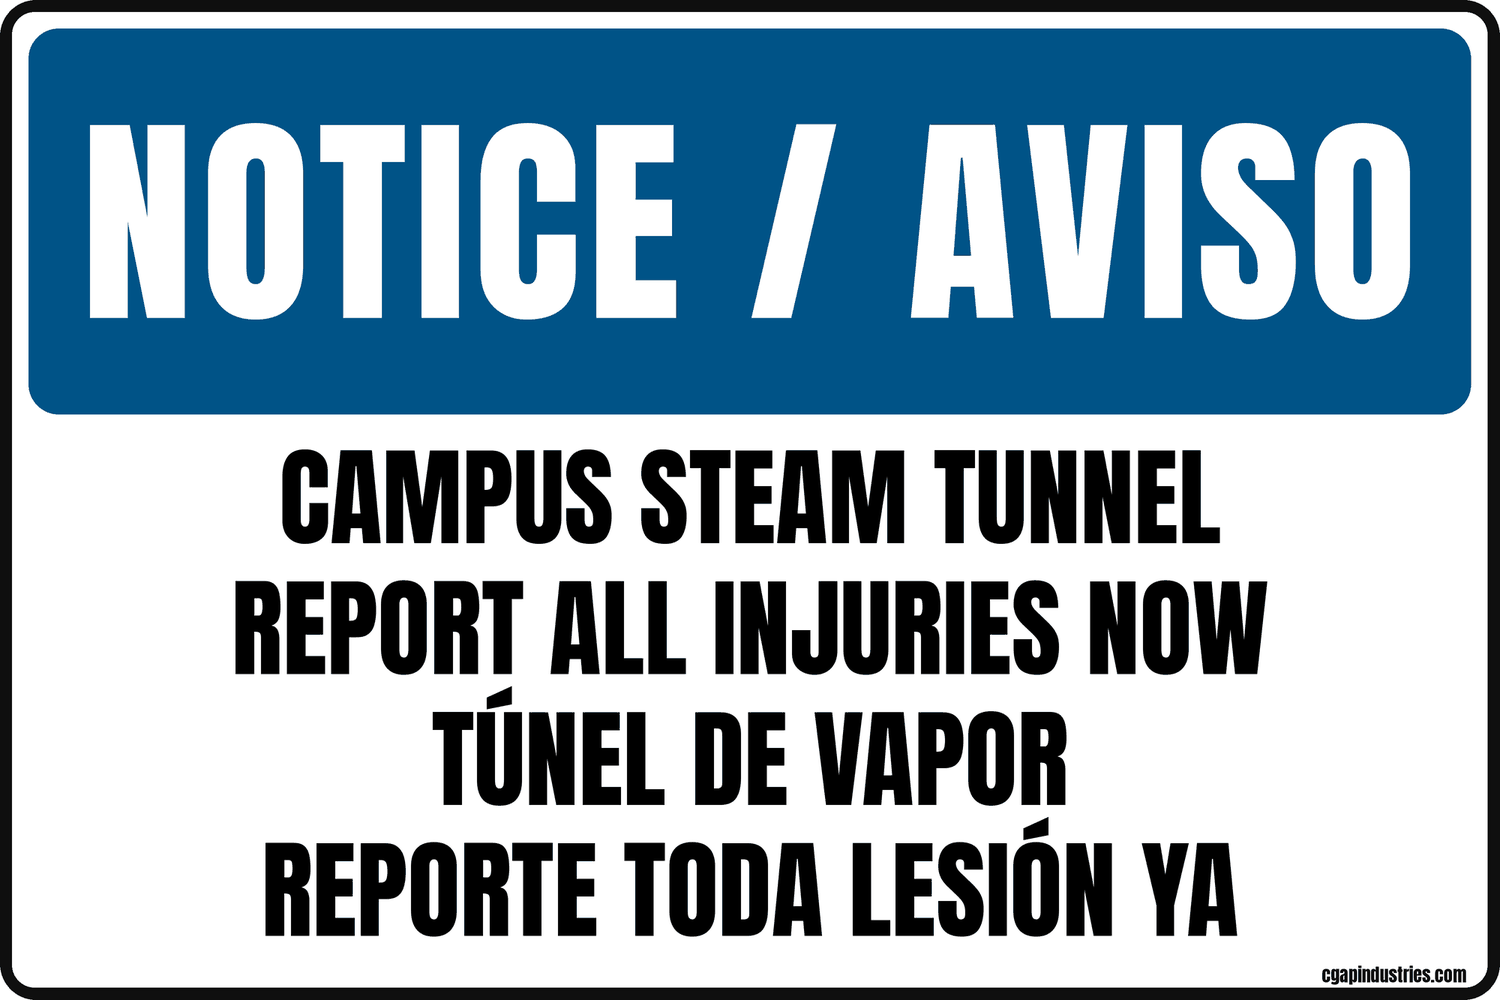 NOTICE / AVISO
CAMPUS STEAM TUNNEL
REPORT ALL INJURIES NOW
TÚNEL DE VAPOR
REPORTE TODA LESIÓN YA
cgapindustries.com